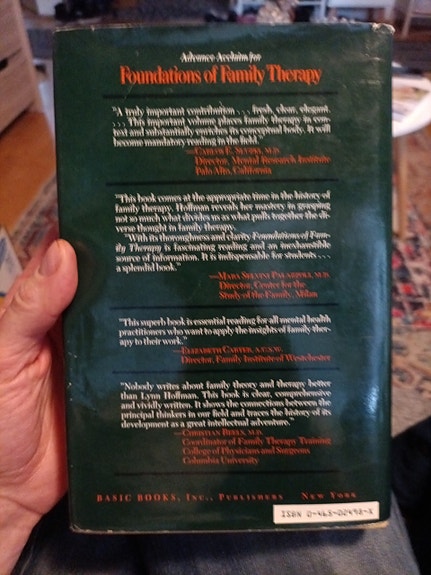 Advance Acclaim for
Foundations of Family Therapy
"A truly important contribution . . . fresh, clear, elegant.
. . . This important volume places family therapy in con-
text and substantially enriches its conceptual body. It will
become mandatory reading in the field."
—Carlos E. Sluzki, M.D.
Director, Mental Research Institute
Palo Alto, California
"This book comes at the appropriate time in the history of
family therapy. Hoffman reveals her mastery in grasping
not so much what divides us as what pulls together the di-
verse thought in family therapy.
"With its thoroughness and clarity Foundations of Fam-
ily Therapy is fascinating reading and an inexhaustible
source of information. It is indispensable for students . . .
a splendid book."
—Mara Selvini Palazzoli, M.D.
Director, Center for the
Study of the Family, Milan
"This superb book is essential reading for all mental health
practitioners who want to apply the insights of family ther-
apy to their work."
—Elizabeth Carter, A.C.S.W.
Director, Family Institute of Westchester
"Nobody writes about family theory and therapy better
than Lynn Hoffman. This book is clear, comprehensive
and vividly written. It shows the connections between the
principal thinkers in our field and traces the history of its
development as a great intellectual adventure."
—Christian Beels, M.D.
Coordinator of Family Therapy Training
College of Physicians and Surgeons
Columbia University
BASIC BOOKS, Inc., Publishers New York
ISBN 0-465-02498-X